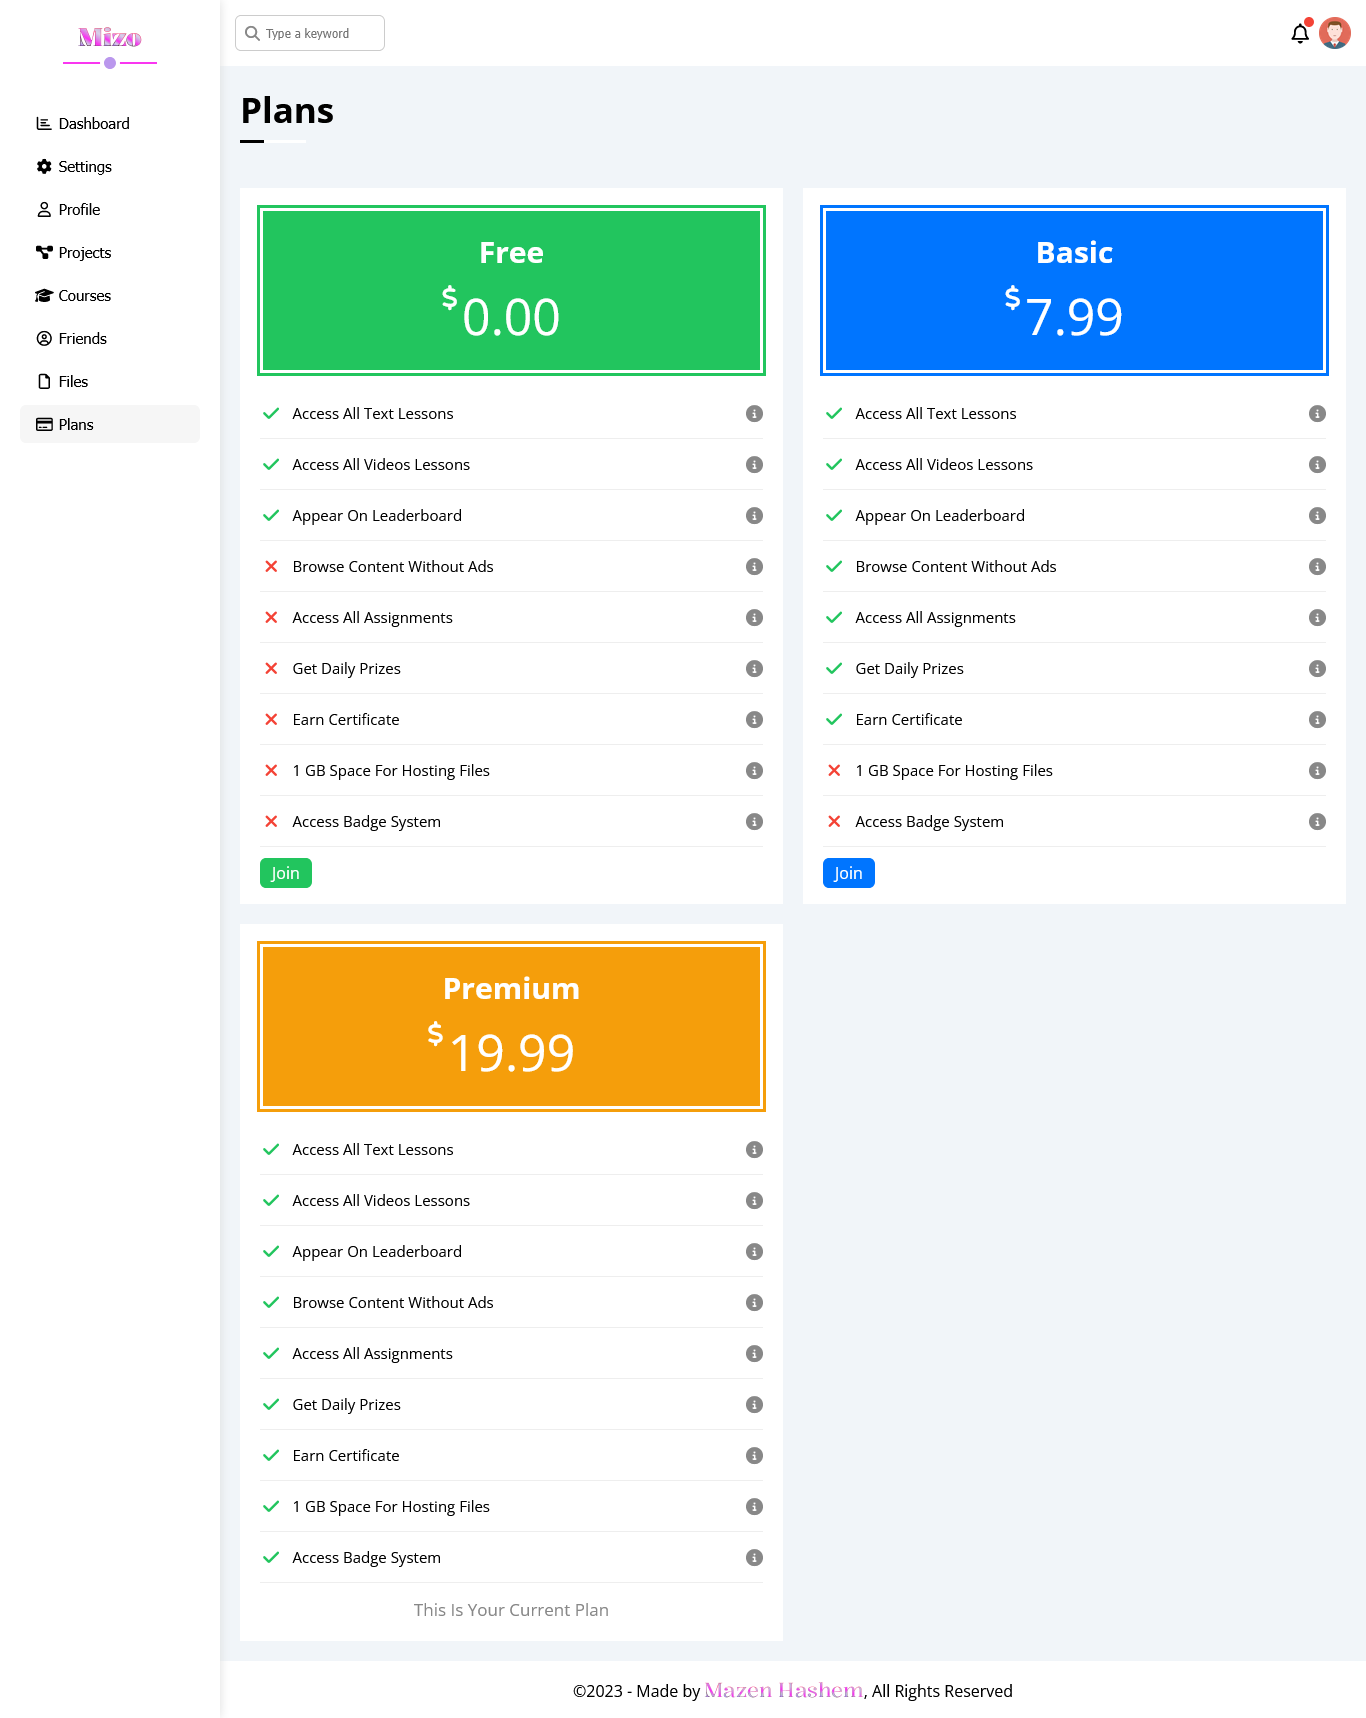 Mizo
Type a keyword
Dashboard
Settings
Profile
Projects
Courses
Friends
Files
Plans
Plans
Free
$0.00
Access All Text Lessons
Access All Videos Lessons
Appear On Leaderboard
Browse Content Without Ads
Access All Assignments
Get Daily Prizes
Earn Certificate
1 GB Space For Hosting Files
Access Badge System
Join
Basic
$7.99
Access All Text Lessons
Access All Videos Lessons
Appear On Leaderboard
Browse Content Without Ads
Access All Assignments
Get Daily Prizes
Earn Certificate
1 GB Space For Hosting Files
Access Badge System
Join
Premium
$19.99
Access All Text Lessons
Access All Videos Lessons
Appear On Leaderboard
Browse Content Without Ads
Access All Assignments
Get Daily Prizes
Earn Certificate
1 GB Space For Hosting Files
Access Badge System
This Is Your Current Plan
©2023 - Made by Mazen Hashem, All Rights Reserved